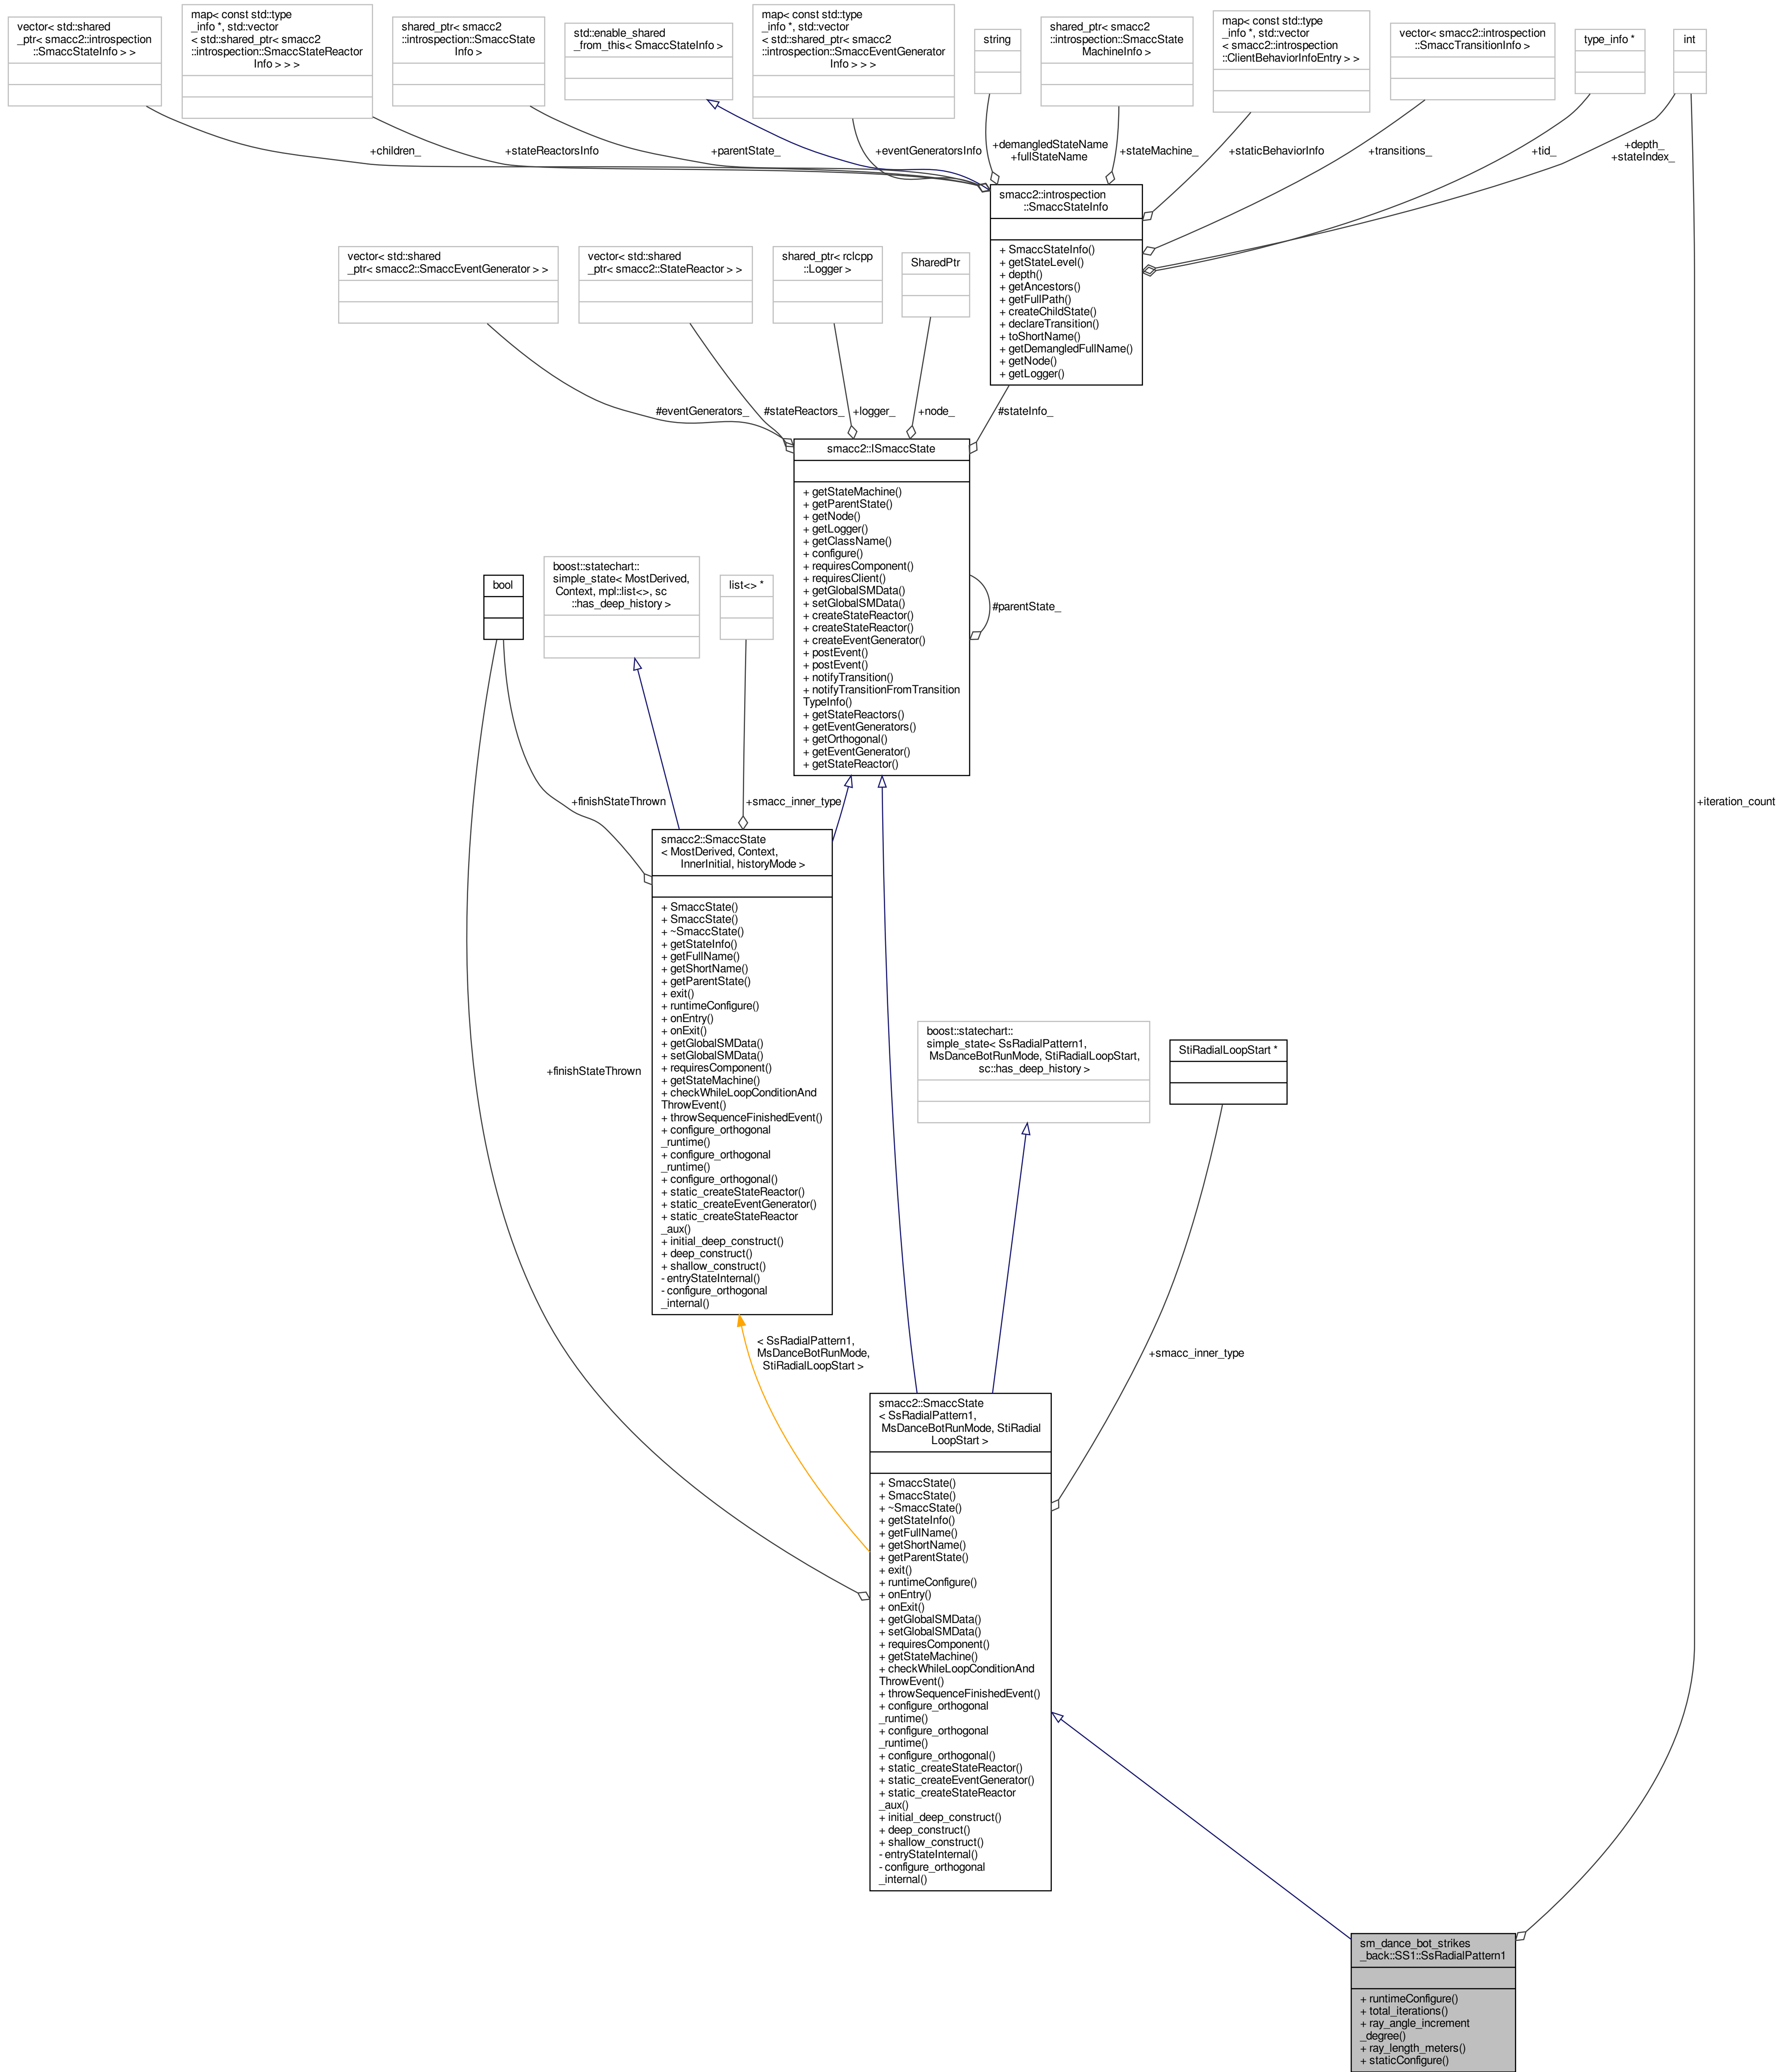 vector< std::shared
_ptr< smacc2::introspection
::SmaccStateInfo > >
map< const std::type
_info *, std::vector
< std::shared_ptr< smacc2
::introspection::SmaccStateReactor
Info > > >
shared_ptr< smacc2
::introspection::SmaccState
Info >
std::enable_shared
_from_this< SmaccStateInfo >
map< const std::type
_info *, std::vector
< std::shared_ptr< smacc2
::introspection::SmaccEventGenerator
Info > > >
string
shared_ptr< smacc2
::introspection::SmaccState
MachineInfo >
map< const std::type
_info *, std::vector
< smacc2::introspection
::ClientBehaviorInfoEntry > >
vector< smacc2::introspection
::SmaccTransitionInfo >
type_info *
int
+children_
+stateReactorsInfo
+parentState_
+eventGeneratorsInfo
+demangledStateName
+fullStateName
+stateMachine_
+staticBehaviorInfo
+transitions_
+tid_
+depth_
+stateIndex_
smacc2::introspection
::SmaccStateInfo
+ SmaccStateInfo()
+ getStateLevel()
+ depth()
+ getAncestors()
+ getFullPath()
+ createChildState()
+ declareTransition()
+ toShortName()
+ getDemangledFullName()
+ getNode()
+ getLogger()
vector< std::shared
_ptr< smacc2::SmaccEventGenerator > >
vector< std::shared
_ptr< smacc2::StateReactor > >
shared_ptr< rclcpp
::Logger >
SharedPtr
#eventGenerators_
#stateReactors_
+logger_
+node_
#stateInfo_
smacc2::ISmaccState
+ getStateMachine()
+ getParentState()
+ getNode()
+ getLogger()
+ getClassName()
+ configure()
+ requiresComponent()
+ requiresClient()
+ getGlobalSMData()
+ setGlobalSMData()
+ createStateReactor()
+ createStateReactor()
+ createEventGenerator()
+ postEvent()
+ postEvent()
+ notifyTransition()
+ notifyTransitionFromTransition
TypeInfo()
+ getStateReactors()
+ getEventGenerators()
+ getOrthogonal()
+ getEventGenerator()
+ getStateReactor()
#parentState_
bool
boost::statechart::
simple_state< MostDerived,
Context, mpl::list<>, sc
::has_deep_history >
list<> *
+finishStateThrown
+smacc_inner_type
+iteration_count
smacc2::SmaccState
< MostDerived, Context,
InnerInitial, historyMode >
+ SmaccState()
+ SmaccState()
+ ~SmaccState()
+ getStateInfo()
+ getFullName()
+ getShortName()
+ getParentState()
+ exit()
+ runtimeConfigure()
+ onEntry()
+ onExit()
+ getGlobalSMData()
+ setGlobalSMData()
+ requiresComponent()
+ getStateMachine()
+ checkWhileLoopConditionAnd
ThrowEvent()
+ throwSequenceFinishedEvent()
+ configure_orthogonal
_runtime()
+ configure_orthogonal
_runtime()
+ configure_orthogonal()
+ static_createStateReactor()
+ static_createEventGenerator()
+ static_createStateReactor
_aux()
+ initial_deep_construct()
+ deep_construct()
+ shallow_construct()
- entryStateInternal()
- configure_orthogonal
_internal()
+finishStateThrown
boost::statechart::
simple_state< SsRadialPattern1,
MsDanceBotRunMode, StiRadialLoopStart,
sc::has_deep_history >
StiRadialLoopStart *
< SsRadialPattern1,
MsDanceBotRunMode,
StiRadialLoopStart >
+smacc_inner_type
smacc2::SmaccState
< SsRadialPattern1,
MsDanceBotRunMode, StiRadial
LoopStart >
+ SmaccState()
+ SmaccState()
+ ~SmaccState()
+ getStateInfo()
+ getFullName()
+ getShortName()
+ getParentState()
+ exit()
+ runtimeConfigure()
+ onEntry()
+ onExit()
+ getGlobalSMData()
+ setGlobalSMData()
+ requiresComponent()
+ getStateMachine()
+ checkWhileLoopConditionAnd
ThrowEvent()
+ throwSequenceFinishedEvent()
+ configure_orthogonal
_runtime()
+ configure_orthogonal
_runtime()
+ configure_orthogonal()
+ static_createStateReactor()
+ static_createEventGenerator()
+ static_createStateReactor
_aux()
+ initial_deep_construct()
+ deep_construct()
+ shallow_construct()
- entryStateInternal()
- configure_orthogonal
_internal()
sm_dance_bot_strikes
_back::SS1::SsRadialPattern1
+ runtimeConfigure()
+ total_iterations()
+ ray_angle_increment
_degree()
+ ray_length_meters()
+ staticConfigure()